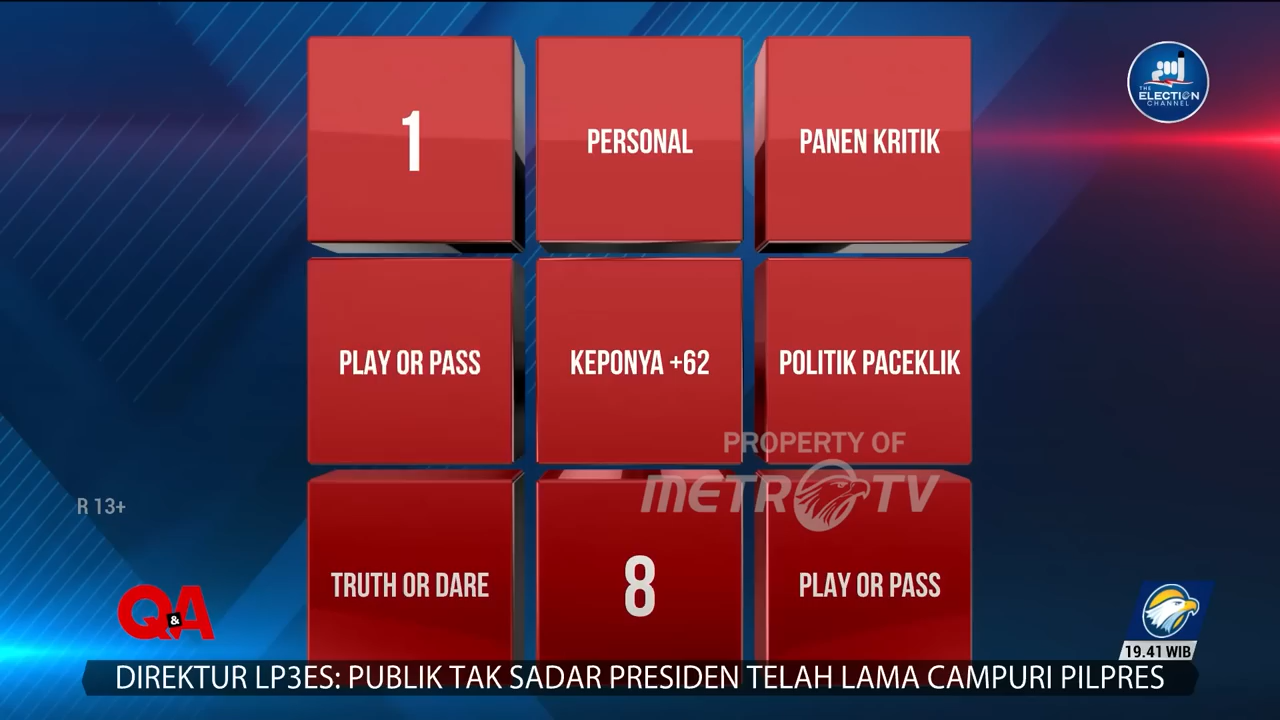 1
PERSONAL
PANEN KRITIK
THE
ELECTION
CHANNEL
PLAY OR PASS
KEPONYA +62
POLITIK PACEKLIK
PROPERTY OF
METRO TV
R 13+
TRUTH OR DARE
8
PLAY OR PASS
Q&A
19.41 WIB
DIREKTUR LP3ES: PUBLIK TAK SADAR PRESIDEN TELAH LAMA CAMPURI PILPRES